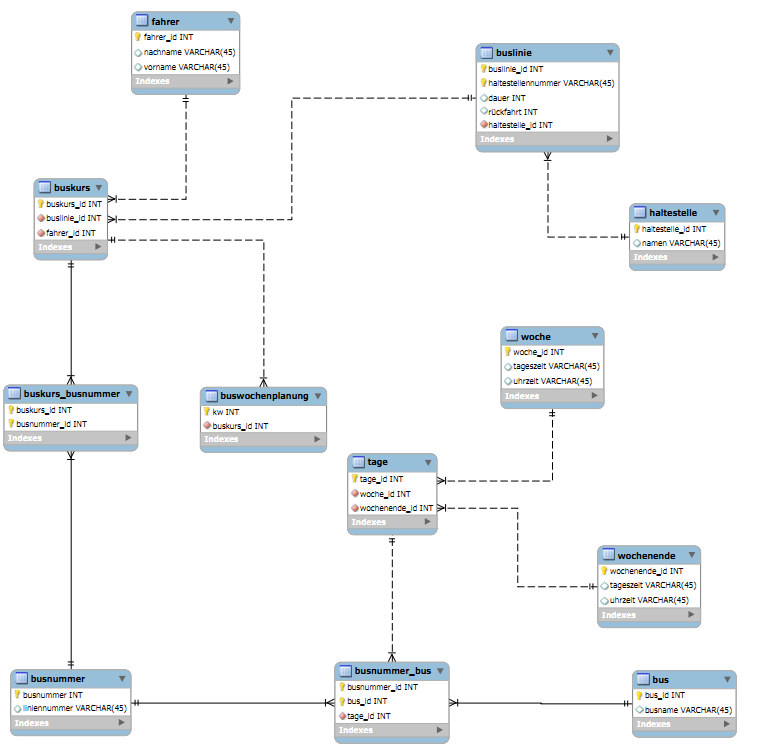 fahrer
fahrer_id INT
nachname VARCHAR(45)
vorname VARCHAR(45)
Indexes
buslinie
buslinie_id INT
haltestellennummer VARCHAR(45)
dauer INT
rückfahrt INT
haltestelle_id INT
Indexes
buskurs
buskurs_id INT
buslinie_id INT
fahrer_id INT
Indexes
haltestelle
haltestelle_id INT
namen VARCHAR(45)
Indexes
woche
woche_id INT
tageszeit VARCHAR(45)
uhrzeit VARCHAR(45)
Indexes
buskurs_busnummer
buskurs_id INT
busnummer_id INT
Indexes
buswochenplanung
kw INT
buskurs_id INT
Indexes
tage
tage_id INT
woche_id INT
wochenende_id INT
Indexes
wochenende
wochenende_id INT
tageszeit VARCHAR(45)
uhrzeit VARCHAR(45)
Indexes
busnummer
busnummer INT
liniennummer VARCHAR(45)
Indexes
busnummer_bus
busnummer_id INT
bus_id INT
tage_id INT
Indexes
bus
bus_id INT
busname VARCHAR(45)
Indexes